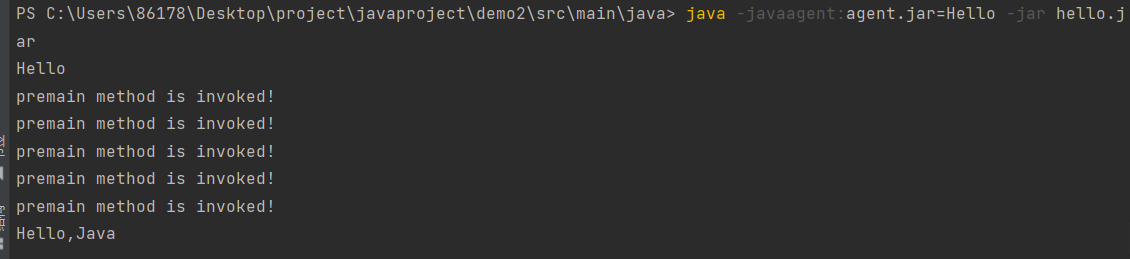 PS C:\Users\86178\Desktop\project\javaproject\demo2\src\main\java> java -javaagent:agent.jar=Hello -jar hello.j
ar
Hello
premain method is invoked!
premain method is invoked!
premain method is invoked!
premain method is invoked!
premain method is invoked!
Hello,Java